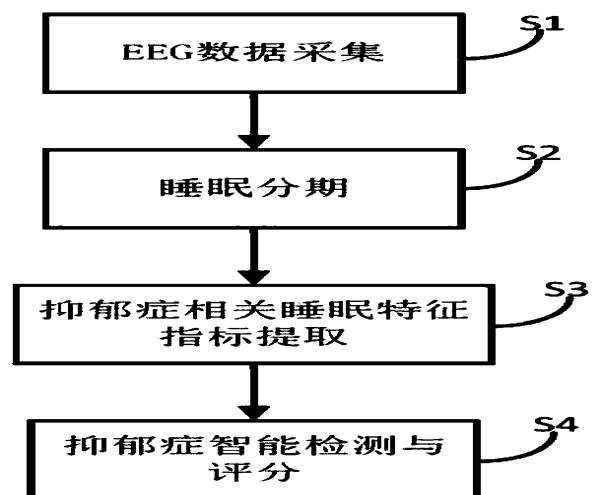 S1
EEG数据采集
S2
睡眠分期
S3
抑郁症相关睡眠特征
指标提取
S4
抑郁症智能检测与
评分